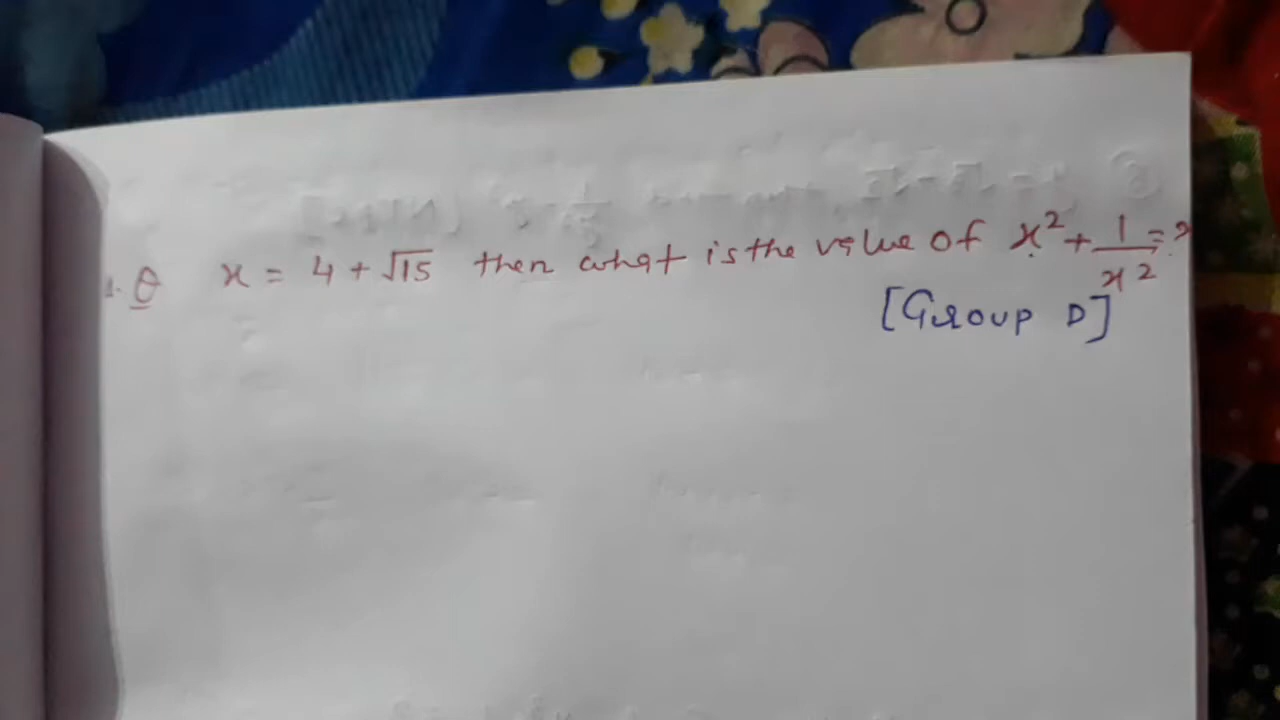 1. Q x = 4 + √15 then what is the value of x² + 1/x² = ?
[Group D]